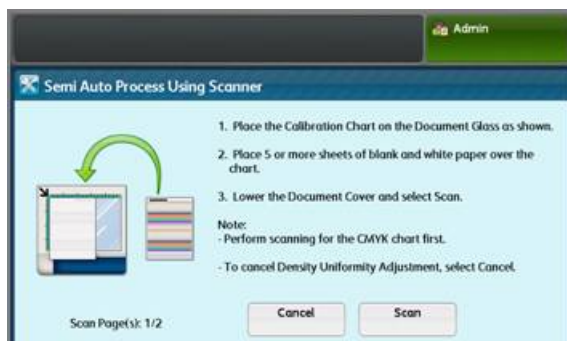 Admin
Semi Auto Process Using Scanner
1. Place the Calibration Chart on the Document Glass as shown.
2. Place 5 or more sheets of blank and white paper over the
chart.
3. Lower the Document Cover and select Scan.
Note:
- Perform scanning for the CMYK chart first.
- To cancel Density Uniformity Adjustment, select Cancel.
Scan Page(s): 1/2
Cancel
Scan